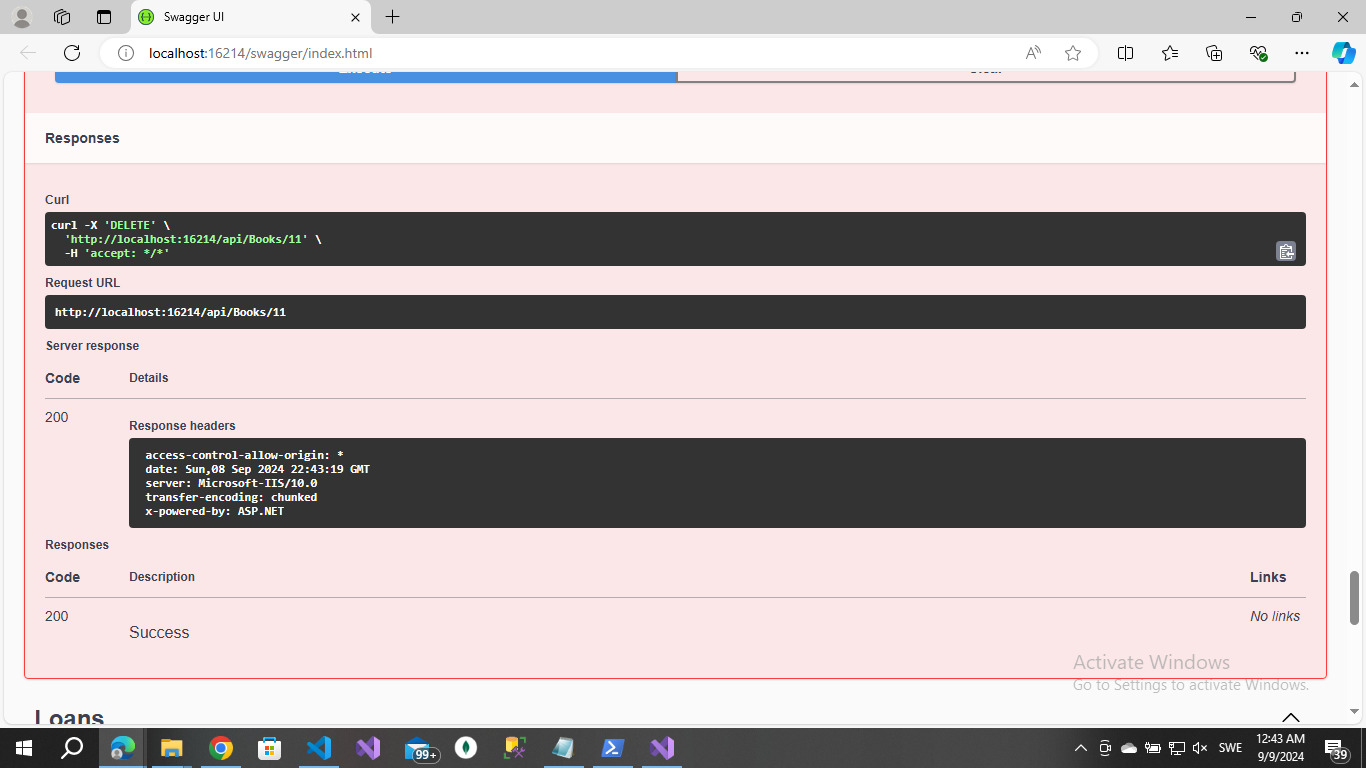 Swagger UI
localhost:16214/swagger/index.html
Execute
Clear
Responses
Curl
curl -X 'DELETE' \
'http://localhost:16214/api/Books/11' \
-H 'accept: */*'
Request URL
http://localhost:16214/api/Books/11
Server response
Code Details
200
Response headers
access-control-allow-origin: *
date: Sun,08 Sep 2024 22:43:19 GMT
server: Microsoft-IIS/10.0
transfer-encoding: chunked
x-powered-by: ASP.NET
Responses
Code Description Links
200 No links
Success
Activate Windows
Go to Settings to activate Windows.
Loans
99+
SWE
12:43 AM
9/9/2024
39